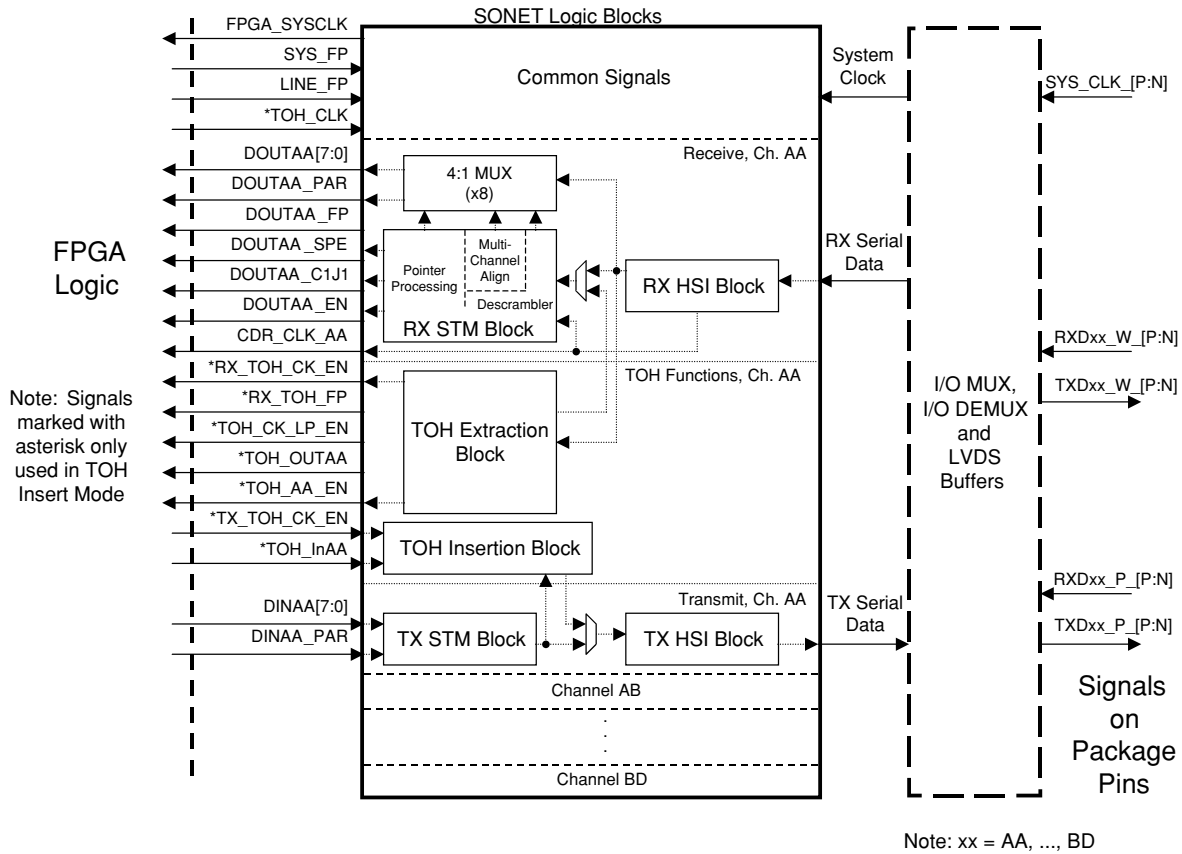 SONET Logic Blocks
FPGA_SYSCLK
SYS_FP
LINE_FP
*TOH_CLK
Common Signals
System
Clock
SYS_CLK_[P:N]
Receive, Ch. AA
DOUTAA[7:0]
DOUTAA_PAR
DOUTAA_FP
DOUTAA_SPE
DOUTAA_C1J1
DOUTAA_EN
CDR_CLK_AA
4:1 MUX
(x8)
Pointer
Processing
Multi-
Channel
Align
Descrambler
RX STM Block
RX HSI Block
RX Serial
Data
FPGA
Logic
RXDxx_W_[P:N]
TXDxx_W_[P:N]
TOH Functions, Ch. AA
*RX_TOH_CK_EN
*RX_TOH_FP
*TOH_CK_LP_EN
*TOH_OUTAA
*TOH_AA_EN
*TX_TOH_CK_EN
*TOH_InAA
Note: Signals
marked with
asterisk only
used in TOH
Insert Mode
TOH Extraction
Block
TOH Insertion Block
I/O MUX,
I/O DEMUX
and
LVDS
Buffers
Transmit, Ch. AA
DINAA[7:0]
DINAA_PAR
TX STM Block
TX HSI Block
TX Serial
Data
RXDxx_P_[P:N]
TXDxx_P_[P:N]
Channel AB
.
.
.
Channel BD
Signals
on
Package
Pins
Note: xx = AA, ..., BD